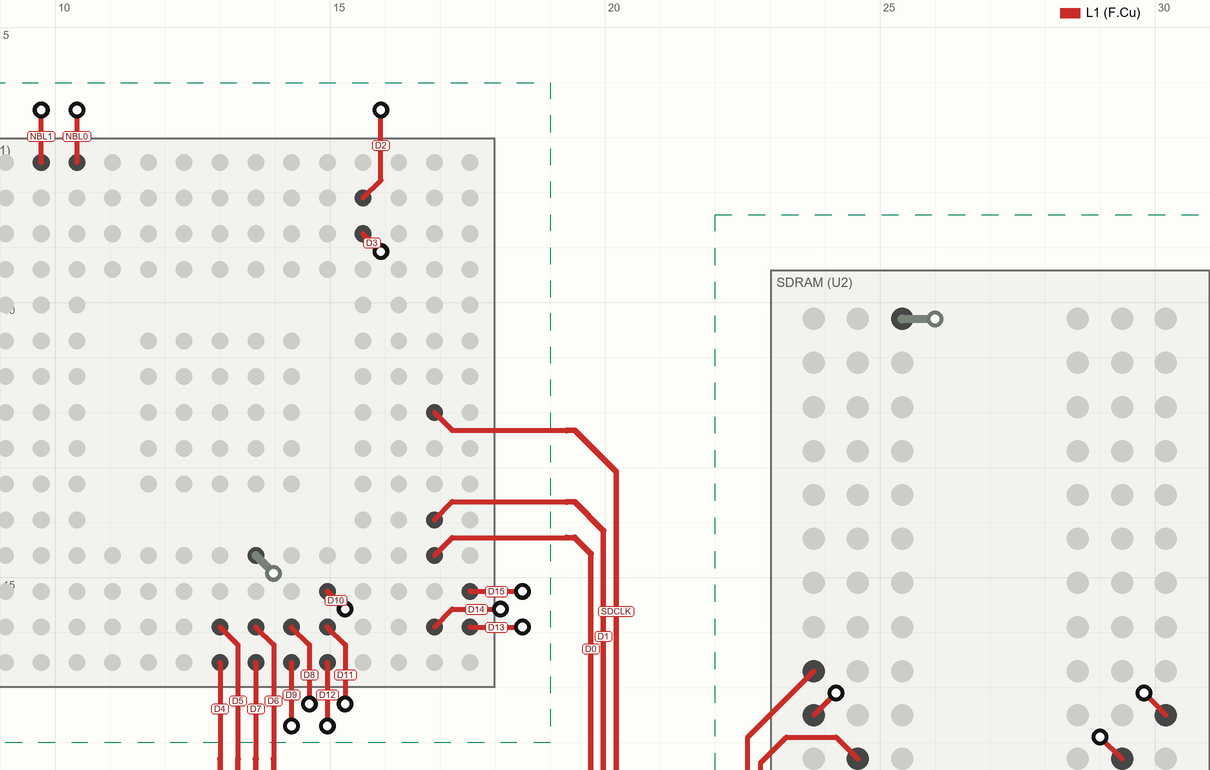 10 15 20 25 30
L1 (F.Cu)
5
NBL1 NBL0
D2
1)
D3
SDRAM (U2)
15
D15
D10
D14
SDCLK
D13
D1
D0
D8 D11
D9 D12
D5 D6
D4 D7